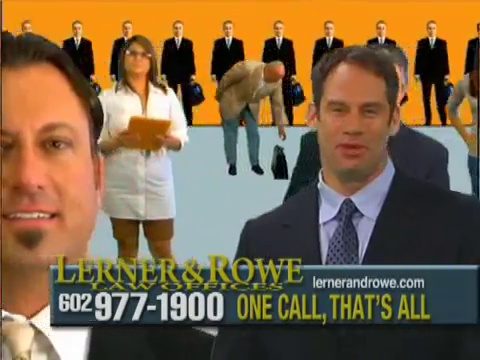 LERNER & ROWE
LAW OFFICES
lernerandrowe.com
602 977-1900 ONE CALL, THAT'S ALL